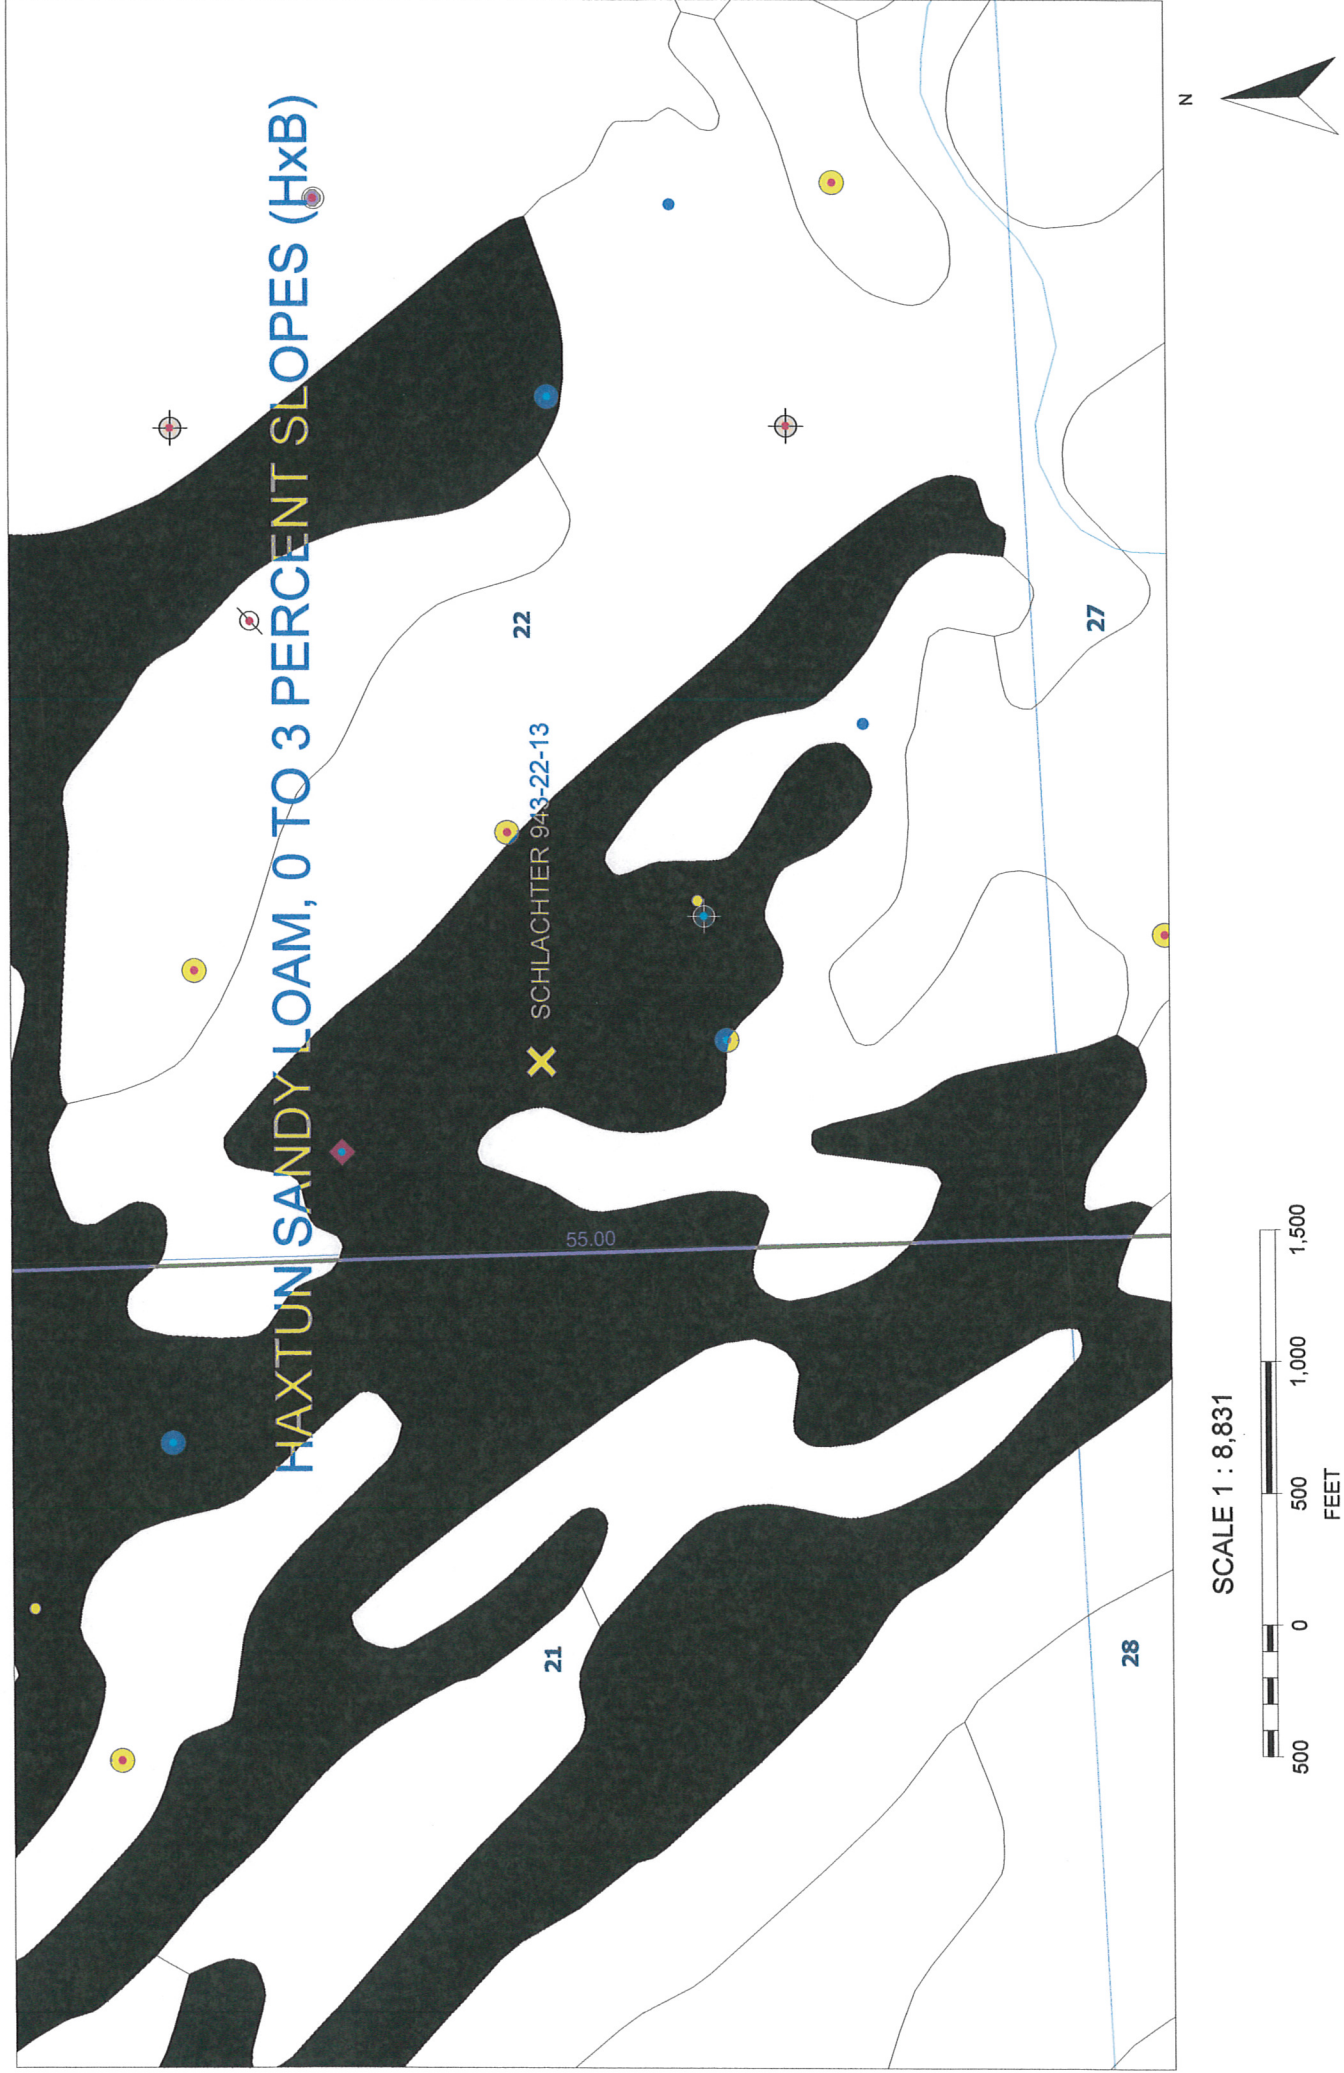 HAXTUN SANDY LOAM, 0 TO 3 PERCENT SLOPES (HxB)
22
SCHLACHTER 943-22-13
55.00
21
27
28
N
SCALE 1 : 8,831
500 0 500 1,000 1,500
FEET